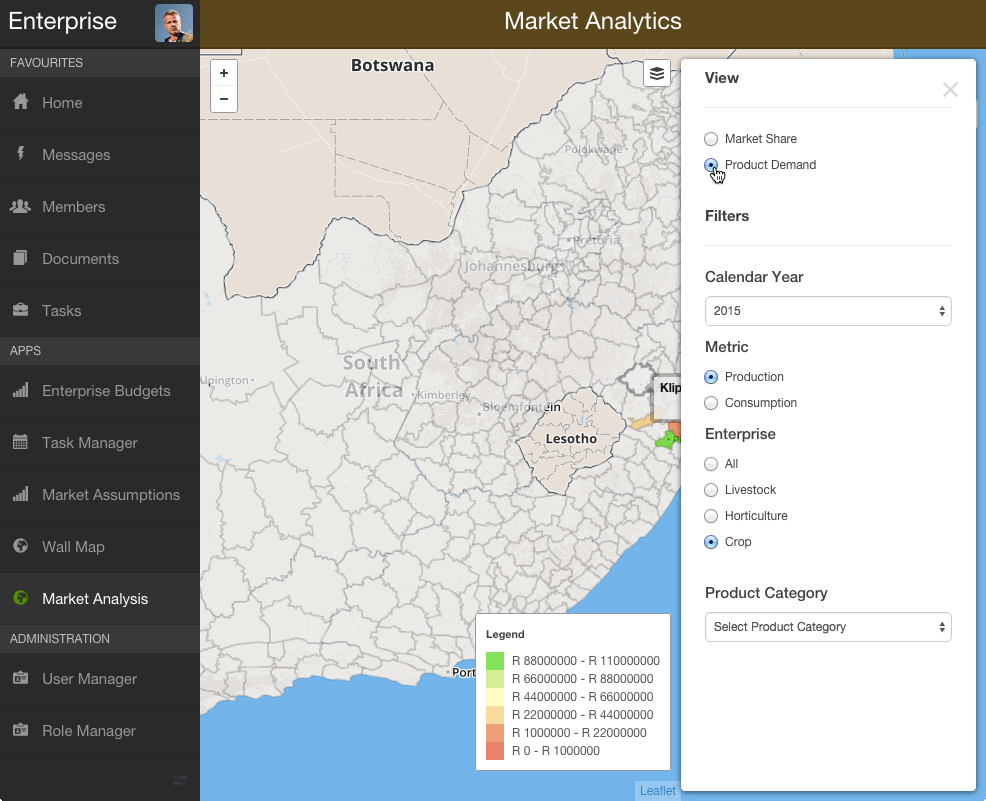 Enterprise
Market Analytics
FAVOURITES
Home
Messages
Members
Documents
Tasks
APPS
Enterprise Budgets
Task Manager
Market Assumptions
Wall Map
Market Analysis
ADMINISTRATION
User Manager
Role Manager
+
−
Botswana
Polokwane
Pretoria
Johannesburg
South
Africa
Upington
Kimberley
Bloemfontein
Lesotho
Klip
Port
Legend
R 88000000 - R 110000000
R 66000000 - R 88000000
R 44000000 - R 66000000
R 22000000 - R 44000000
R 1000000 - R 22000000
R 0 - R 1000000
Leaflet
View
×
Market Share
Product Demand
Filters
Calendar Year
2015
Metric
Production
Consumption
Enterprise
All
Livestock
Horticulture
Crop
Product Category
Select Product Category